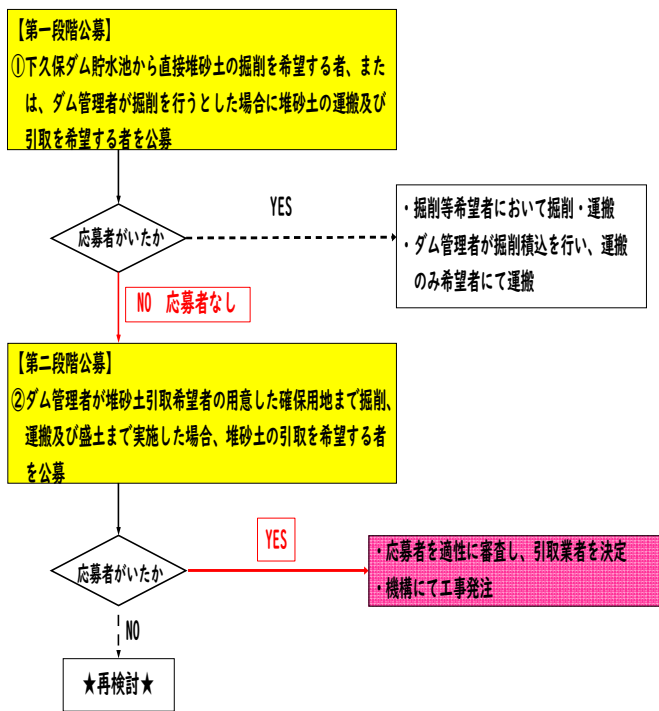 【第一段階公募】
①下久保ダム貯水池から直接堆砂土の掘削を希望する者、また
は、ダム管理者が掘削を行うとした場合に堆砂土の運搬及び
引取を希望する者を公募
YES
応募者がいたか
・掘削等希望者において掘削・運搬
・ダム管理者が掘削積込を行い、運搬
のみ希望者にて運搬
NO 応募者なし
【第二段階公募】
②ダム管理者が堆砂土引取希望者の用意した確保用地まで掘削、
運搬及び盛土まで実施した場合、堆砂土の引取を希望する者
を公募
YES
応募者がいたか
・応募者を適性に審査し、引取業者を決定
・機構にて工事発注
NO
★再検討★